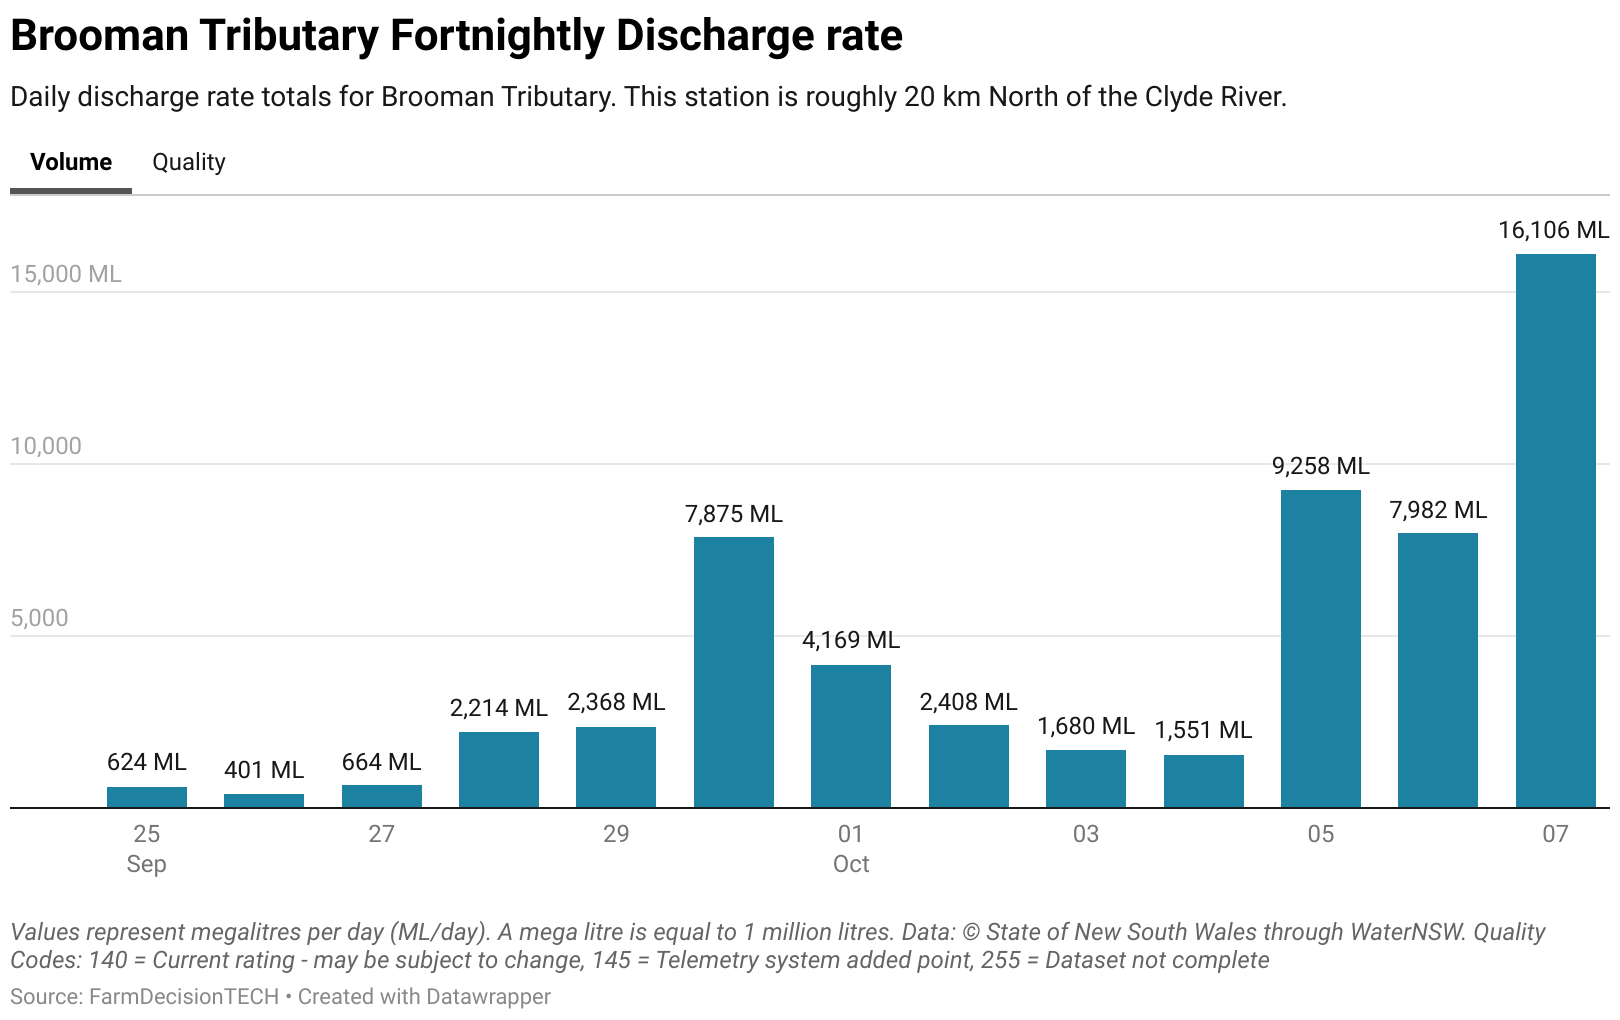 Brooman Tributary Fortnightly Discharge rate
Daily discharge rate totals for Brooman Tributary. This station is roughly 20 km North of the Clyde River.
Volume Quality
16,106 ML
15,000 ML
10,000
9,258 ML
7,982 ML
7,875 ML
5,000
4,169 ML
2,214 ML 2,368 ML 2,408 ML
1,680 ML 1,551 ML
624 ML 401 ML 664 ML
25 27 29 01 03 05 07
Sep Oct
Values represent megalitres per day (ML/day). A mega litre is equal to 1 million litres. Data: © State of New South Wales through WaterNSW. Quality
Codes: 140 = Current rating - may be subject to change, 145 = Telemetry system added point, 255 = Dataset not complete
Source: FarmDecisionTECH • Created with Datawrapper